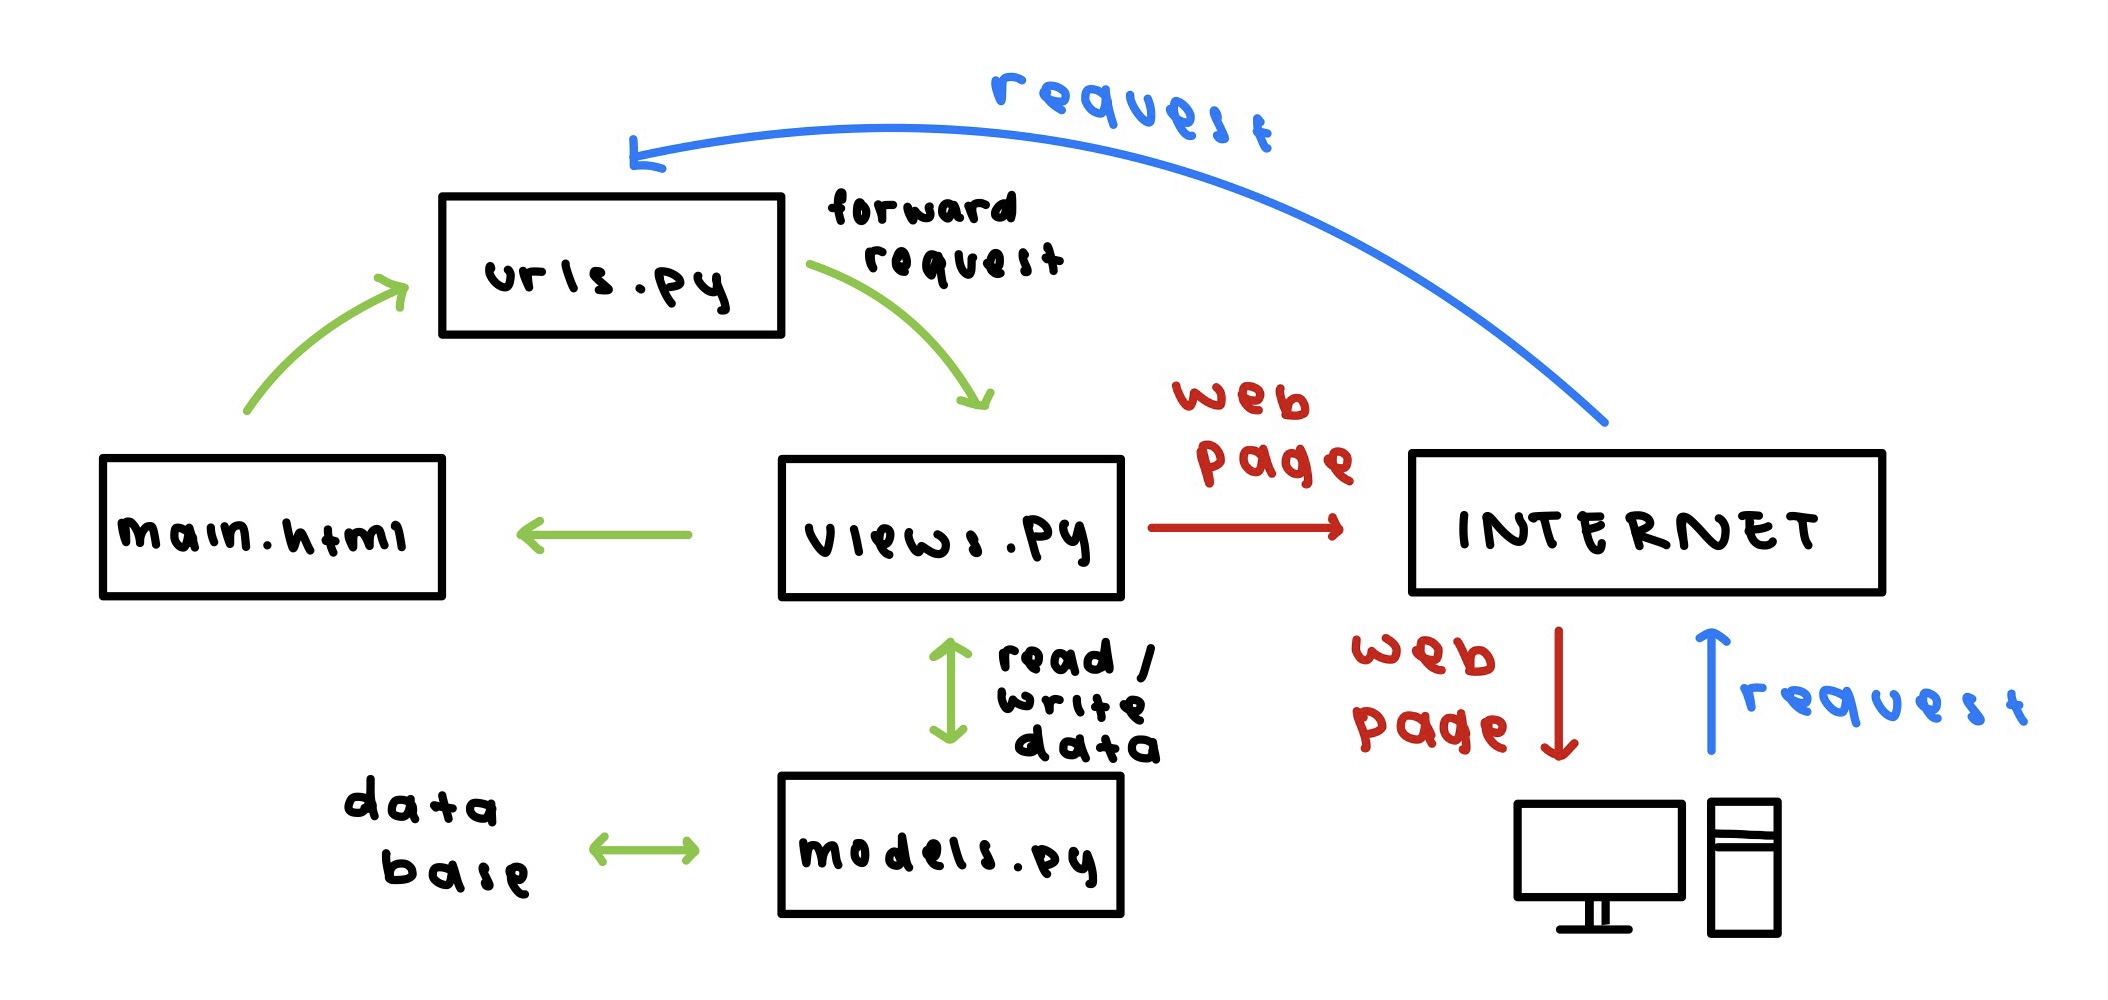 request
forward
request
urls.py
web
page
main.html
views.py
INTERNET
read /
write
data
web
page
request
data
base
models.py